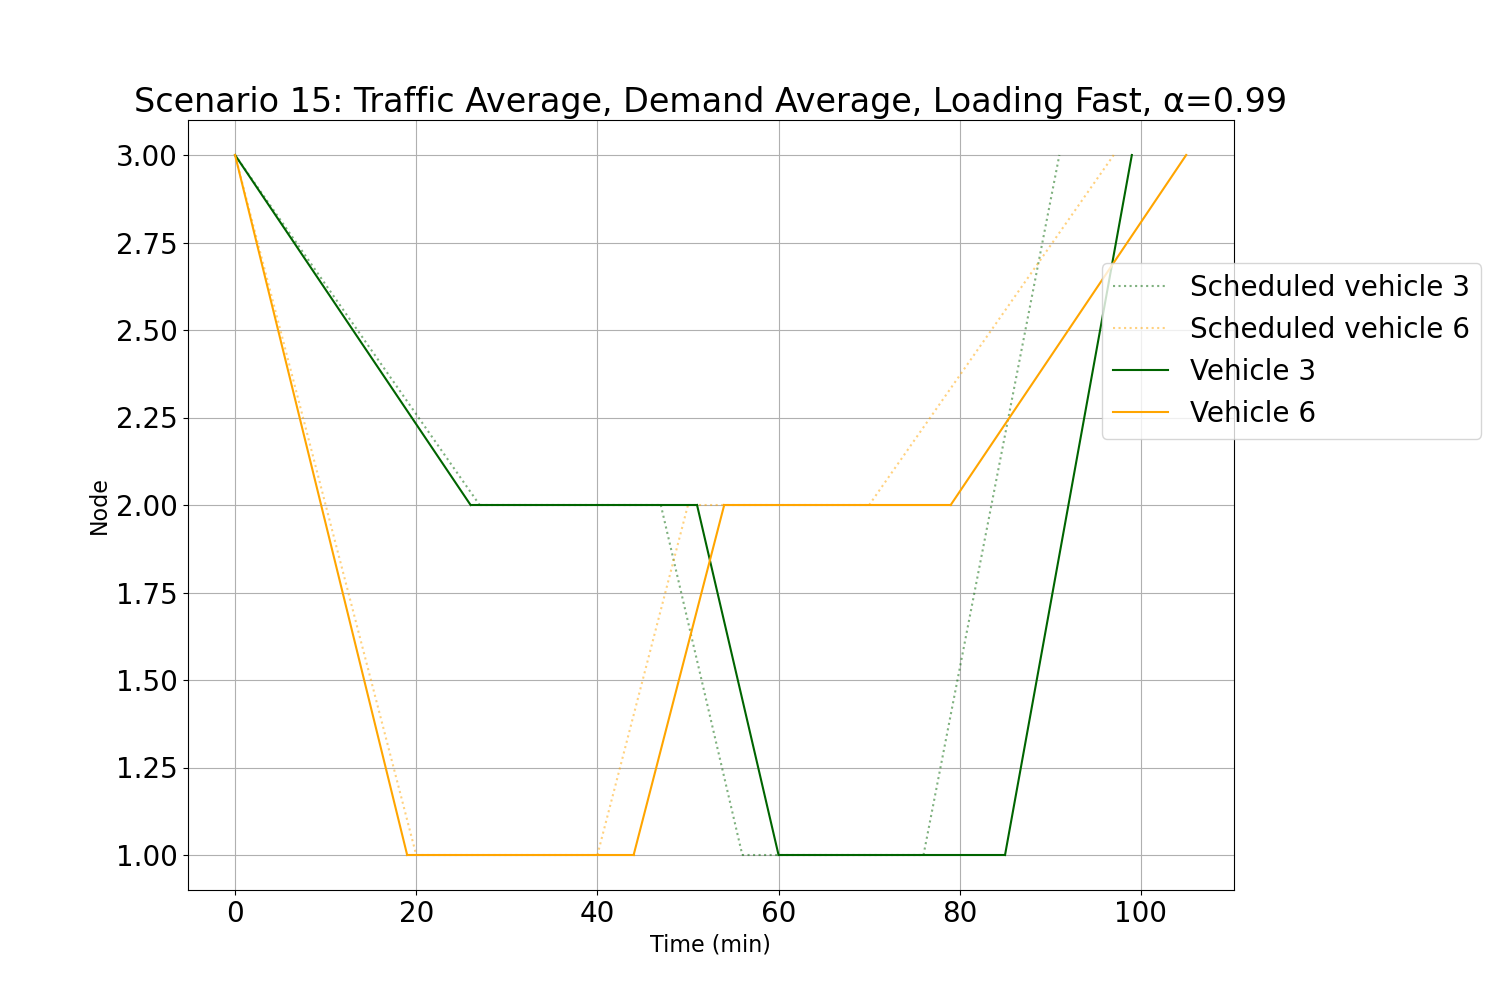 Scenario 15: Traffic Average, Demand Average, Loading Fast, α=0.99
3.00
2.75
2.50
2.25
2.00
1.75
1.50
1.25
1.00
Node
0 20 40 60 80 100
Time (min)
Scheduled vehicle 3
Scheduled vehicle 6
Vehicle 3
Vehicle 6